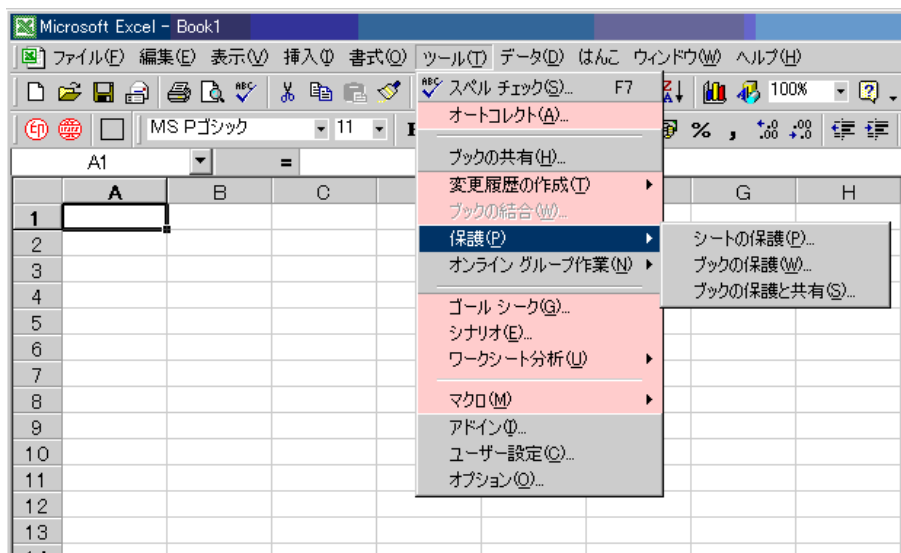 Microsoft Excel - Book1
ファイル(F) 編集(E) 表示(V) 挿入(I) 書式(O) ツール(T) データ(D) はんこ ウィンドウ(W) ヘルプ(H)
100%
MS Pゴシック 11 % ,
A1 =
A B C G H
1
2
3
4
5
6
7
8
9
10
11
12
13
ABC スペル チェック(S)... F7
オートコレクト(A)...
ブックの共有(H)...
変更履歴の作成(T)
ブックの結合(W)...
保護(P)
オンライン グループ作業(N)
ゴール シーク(G)...
シナリオ(E)...
ワークシート分析(U)
マクロ(M)
アドイン(I)...
ユーザー設定(C)...
オプション(O)...
シートの保護(P)...
ブックの保護(W)...
ブックの保護と共有(S)...